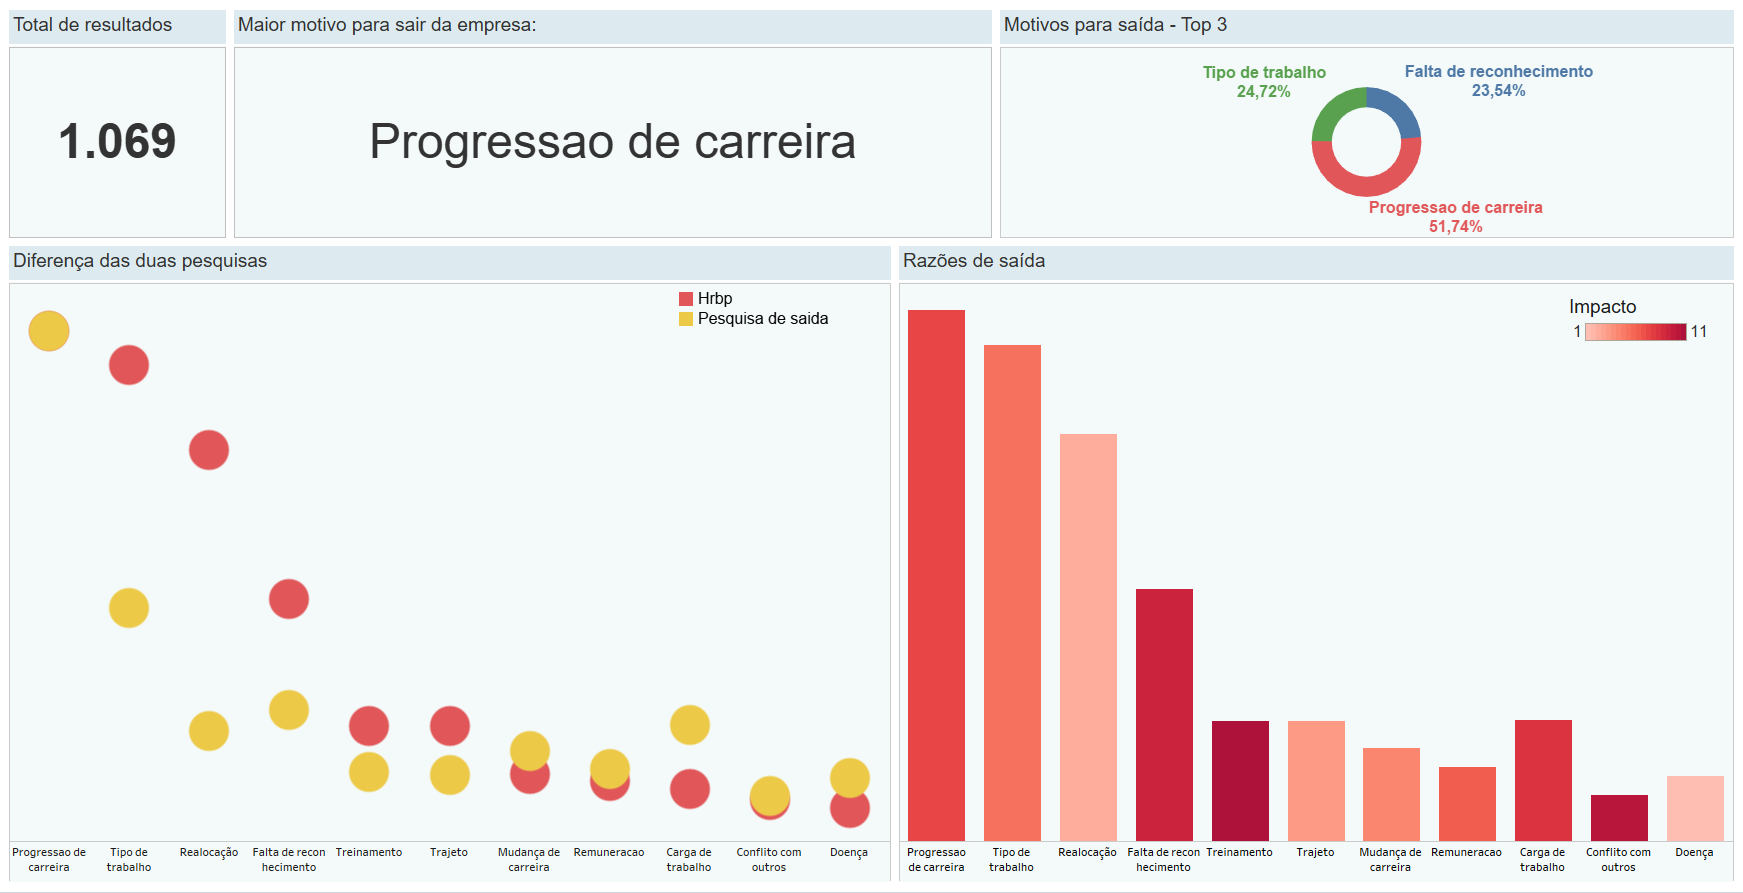 Total de resultados
Maior motivo para sair da empresa:
Motivos para saída - Top 3
1.069
Progressao de carreira
Tipo de trabalho
24,72%
Falta de reconhecimento
23,54%
Progressao de carreira
51,74%
Diferença das duas pesquisas
Hrbp
Pesquisa de saida
Progressao de
carreira
Tipo de
trabalho
Realocação
Falta de recon
hecimento
Treinamento
Trajeto
Mudança de
carreira
Remuneracao
Carga de
trabalho
Conflito com
outros
Doença
Razões de saída
Impacto
1
11
Progressao
de carreira
Tipo de
trabalho
Realocação
Falta de recon
hecimento
Treinamento
Trajeto
Mudança de
carreira
Remuneracao
Carga de
trabalho
Conflito com
outros
Doença